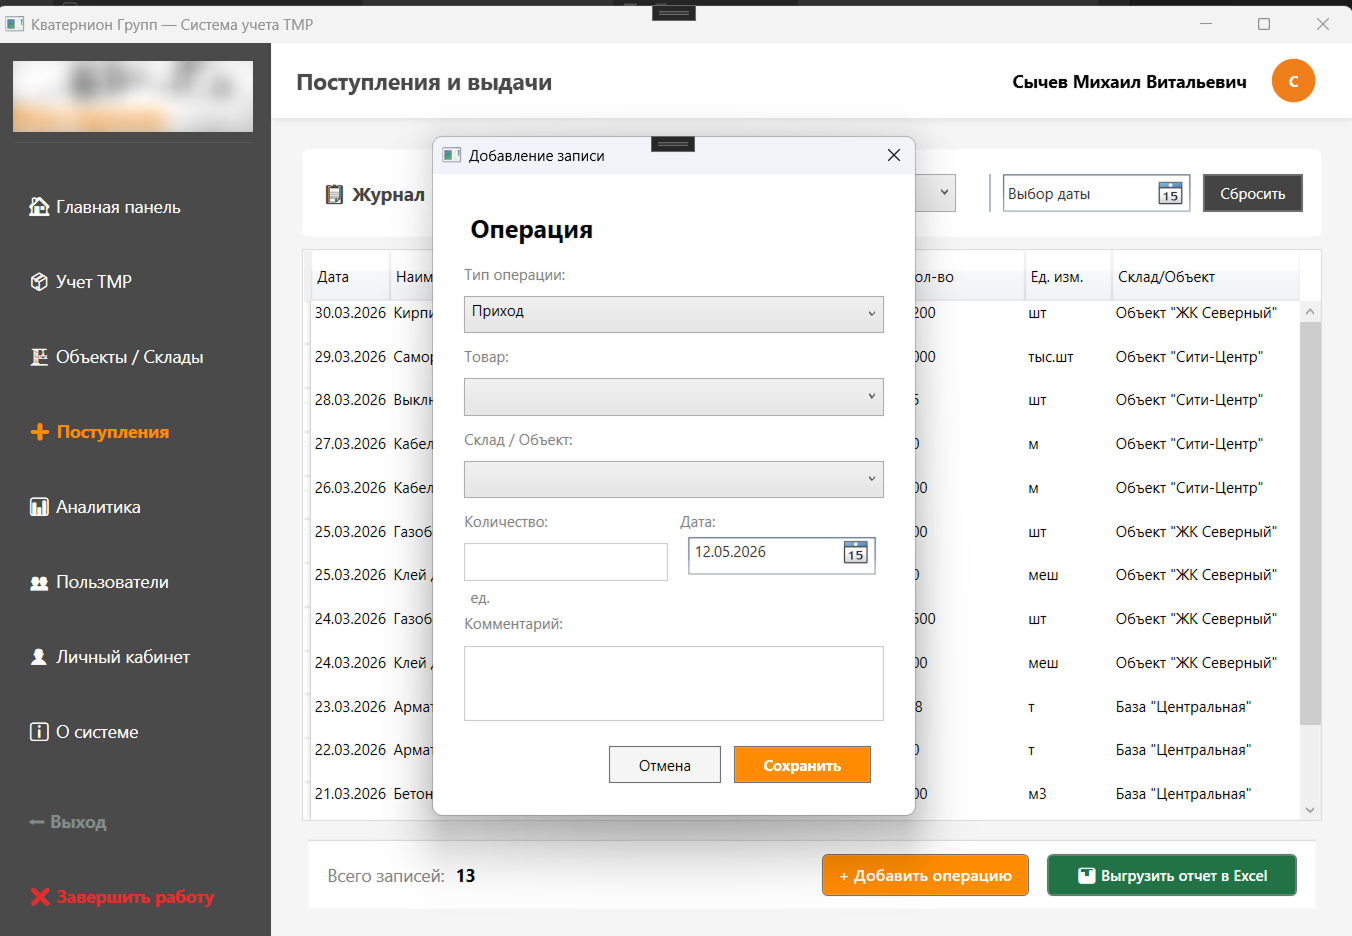 Кватернион Групп — Система учета ТМР
Поступления и выдачи
Сычев Михаил Витальевич
С
Главная панель
Учет ТМР
Объекты / Склады
Поступления
Аналитика
Пользователи
Личный кабинет
О системе
Выход
Завершить работу
Журнал
Выбор даты
15
Сбросить
Дата
Ед. изм.
Склад/Объект
30.03.2026 шт Объект "ЖК Северный"
29.03.2026 тыс.шт Объект "Сити-Центр"
28.03.2026 шт Объект "Сити-Центр"
27.03.2026 м Объект "Сити-Центр"
26.03.2026 м Объект "Сити-Центр"
25.03.2026 шт Объект "ЖК Северный"
25.03.2026 Клей меш Объект "ЖК Северный"
24.03.2026 шт Объект "ЖК Северный"
24.03.2026 Клей меш Объект "ЖК Северный"
23.03.2026 т База "Центральная"
22.03.2026 т База "Центральная"
21.03.2026 Бетон м3 База "Центральная"
Добавление записи
Операция
Тип операции:
Приход
Товар:
Склад / Объект:
Количество:
Дата:
12.05.2026
15
ед.
Комментарий:
Отмена
Сохранить
Всего записей: 13
+ Добавить операцию
Выгрузить отчет в Excel